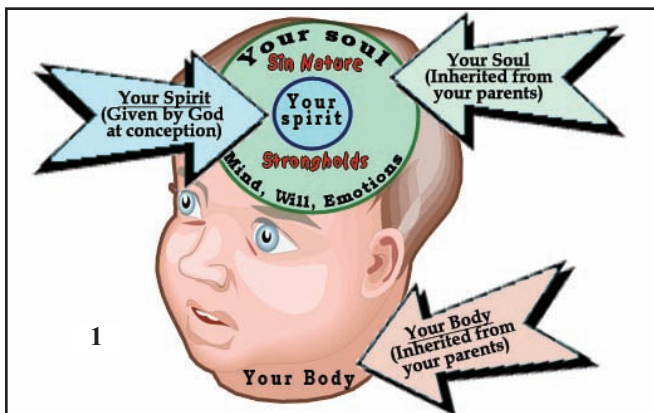 Your soul
Sin Nature
Your
spirit
Strongholds
Mind, Will, Emotions
Your Spirit
(Given by God
at conception)
Your Soul
(Inherited from
your parents)
Your Body
(Inherited from
your parents)
Your Body
1